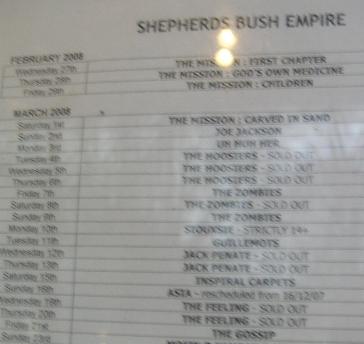 SHEPHERDS BUSH EMPIRE
FEBRUARY 2008
Wednesday 27th THE MISSION : FIRST CHAPTER
Thursday 28th THE MISSION : GOD'S OWN MEDICINE
Friday 29th THE MISSION : CHILDREN
MARCH 2008
Saturday 1st THE MISSION : CARVED IN SAND
Sunday 2nd JOE JACKSON
Monday 3rd UH HUH HER
Tuesday 4th THE HOOSIERS - SOLD OUT
Wednesday 5th THE HOOSIERS - SOLD OUT
Thursday 6th THE HOOSIERS - SOLD OUT
Friday 7th THE ZOMBIES
Saturday 8th THE ZOMBIES - SOLD OUT
Sunday 9th THE ZOMBIES
Monday 10th SIOUXSIE - STRICTLY 14+
Tuesday 11th GUILLEMOTS
Wednesday 12th JACK PENATE - SOLD OUT
Thursday 13th JACK PENATE - SOLD OUT
Saturday 15th INSPIRAL CARPETS
Sunday 16th ASIA - rescheduled from 16/12/07
Wednesday 19th THE FEELING - SOLD OUT
Thursday 20th THE FEELING - SOLD OUT
Friday 21st THE GOSSIP
Sunday 23rd